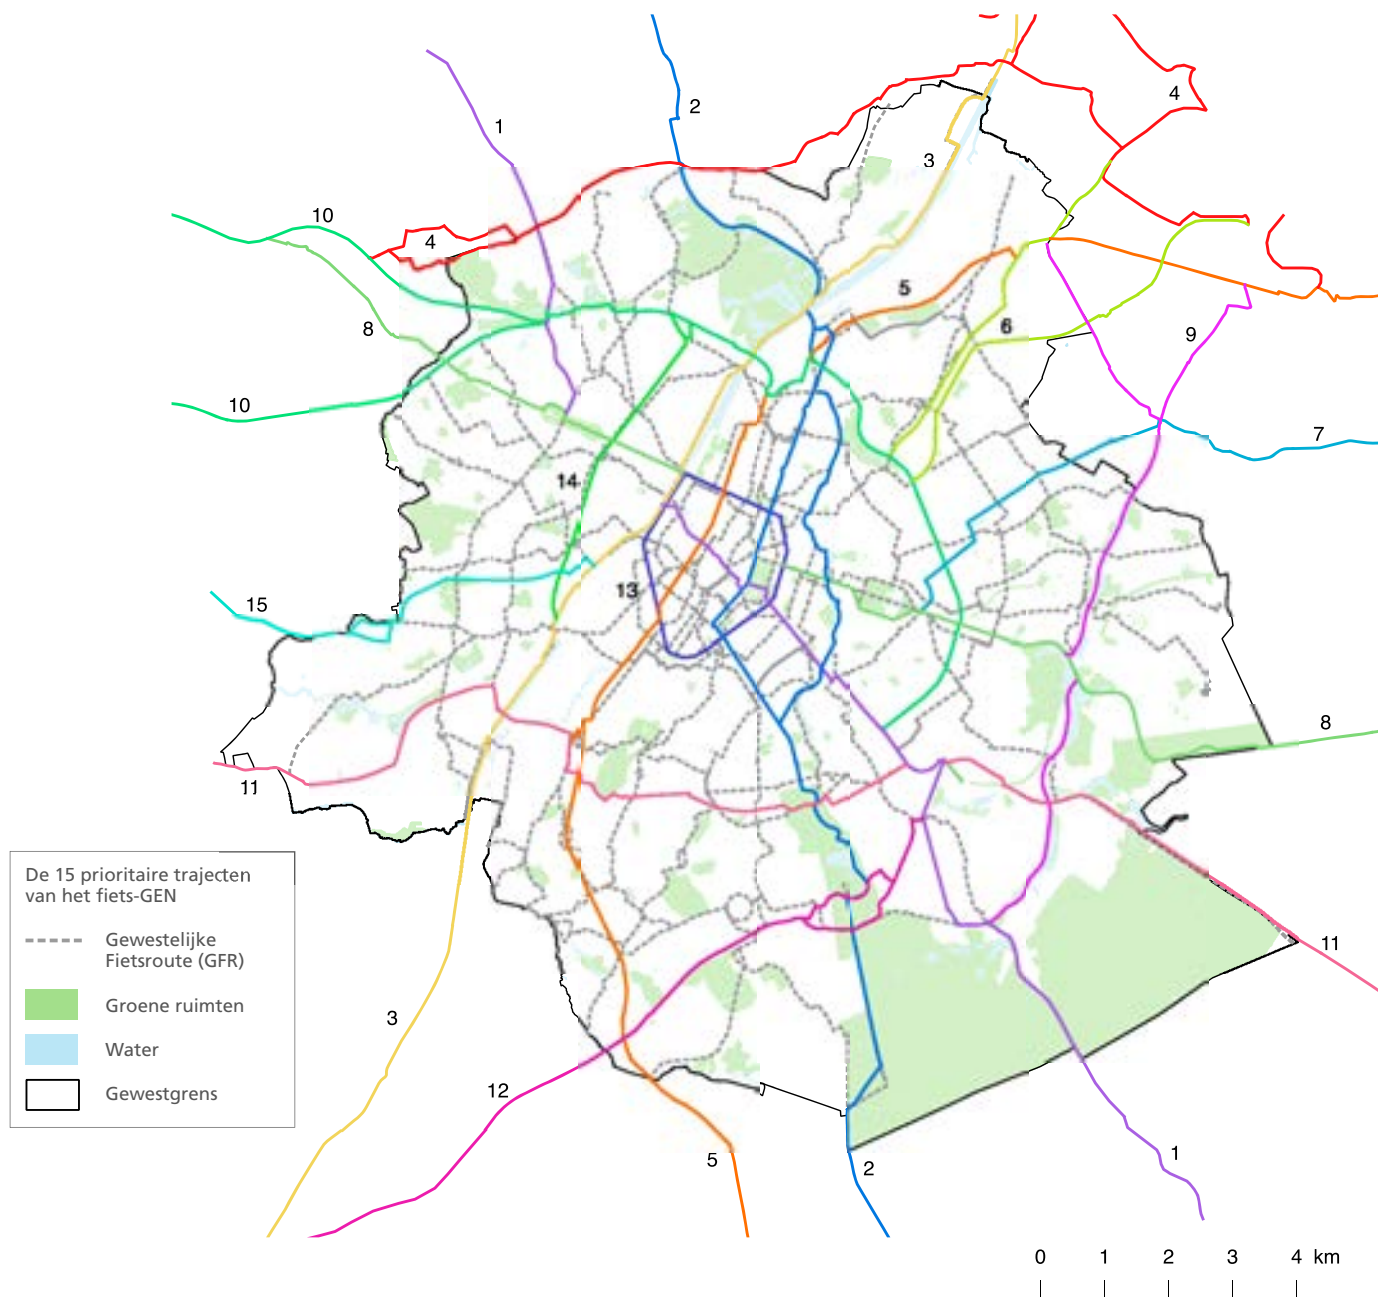 2
1
4
3
10
4
5
8
6
9
10
7
14
13
15
8
11
De 15 prioritaire trajecten
van het fiets-GEN
Gewestelijke
Fietsroute (GFR)
Groene ruimten
Water
Gewestgrens
11
3
12
5
2
1
0 1 2 3 4 km